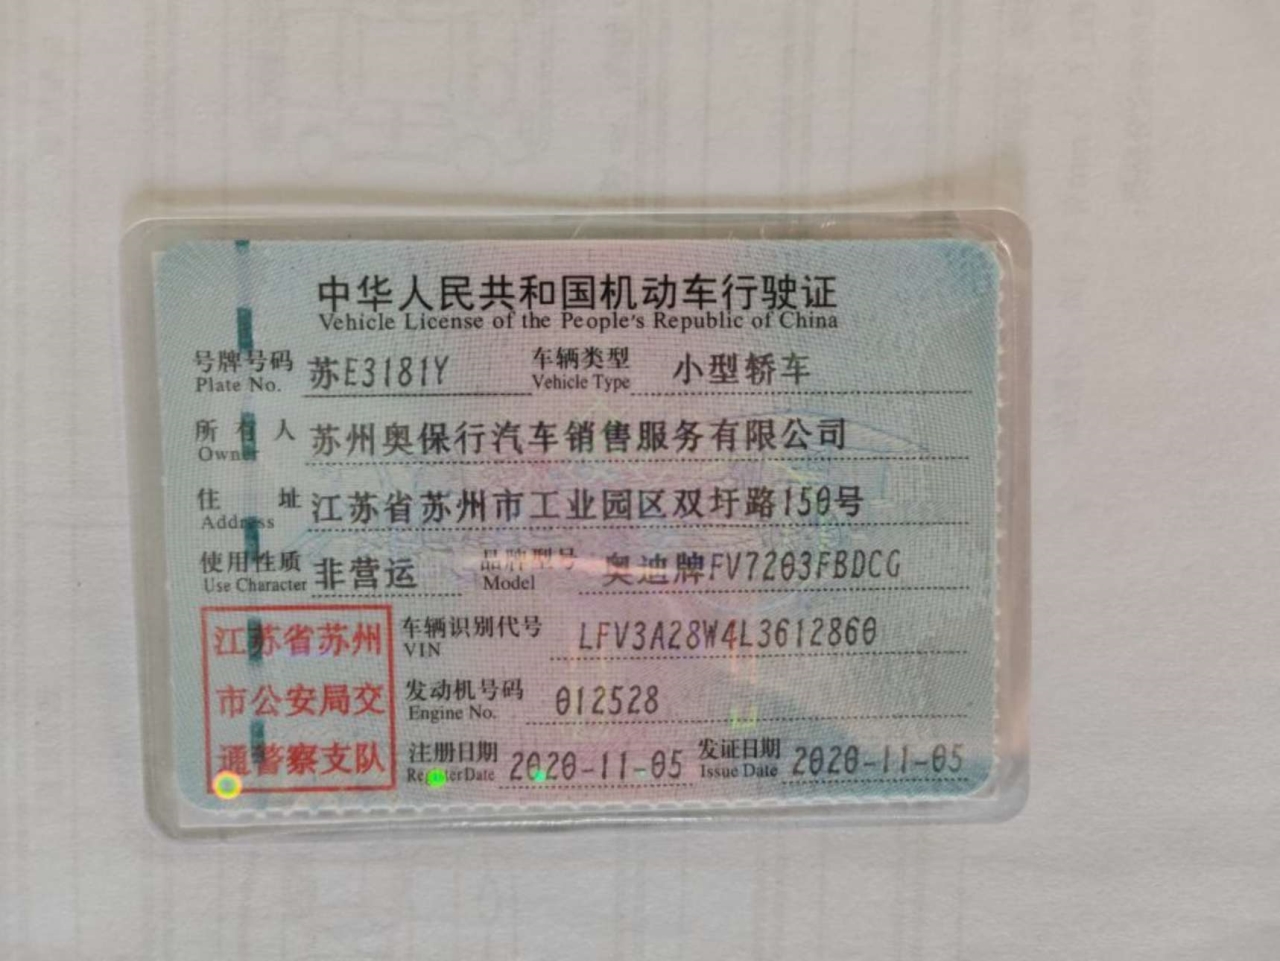 中华人民共和国机动车行驶证
Vehicle License of the People's Republic of China
号牌号码 苏E3181Y 车辆类型 小型轿车
Plate No. Vehicle Type
所有人 苏州奥保行汽车销售服务有限公司
Owner
住址 江苏省苏州市工业园区双圩路150号
Address
使用性质 非营运 品牌型号 奥迪牌FV7203FBDCG
Use Character Model
江苏省苏州 车辆识别代号 LFV3A28W4L3612860
VIN
市公安局交 发动机号码 012528
Engine No.
通警察支队 注册日期 2020-11-05 发证日期 2020-11-05
Register Date Issue Date